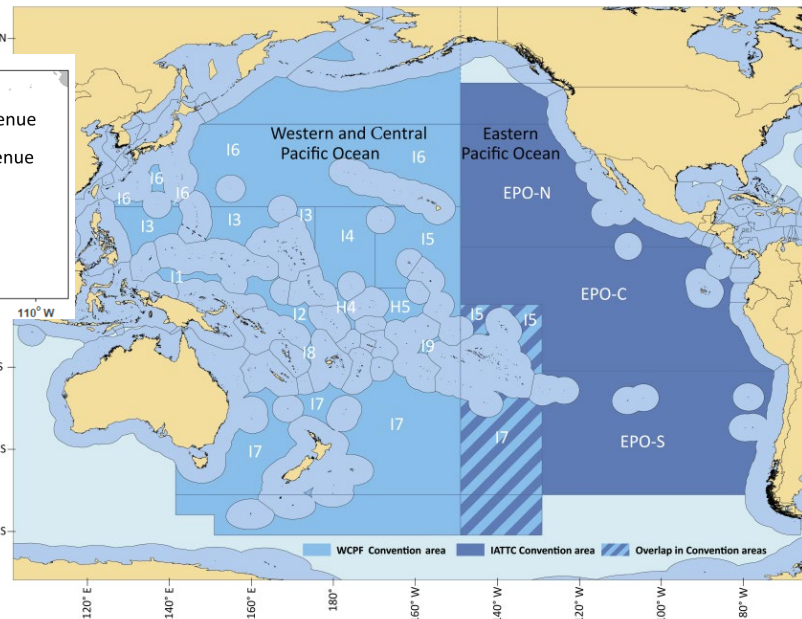 N
enue
enue
110° W
Western and Central
Pacific Ocean
Eastern
Pacific Ocean
I6
I6
I6
I6
I6
EPO-N
I3
I3
I3
I4
I5
I1
EPO-C
I2
H4
H5
I5
I5
I8
I9
I7
I7
I7
I7
EPO-S
S
S
S
WCPF Convention area
IATTC Convention area
Overlap in Convention areas
120° E
140° E
160° E
180°
160° W
140° W
120° W
100° W
80° W